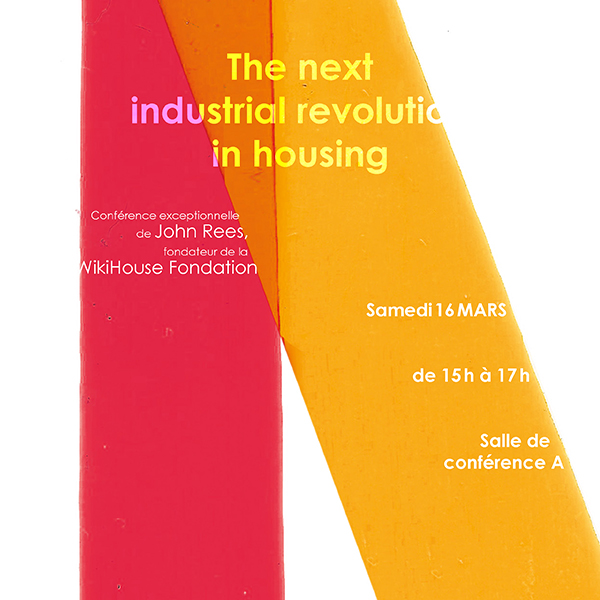 The next
industrial revolutio
in housing
Conférence exceptionnelle
de John Rees,
fondateur de la
WikiHouse Fondation
Samedi 16 MARS
de 15 h à 17 h
Salle de
conférence A